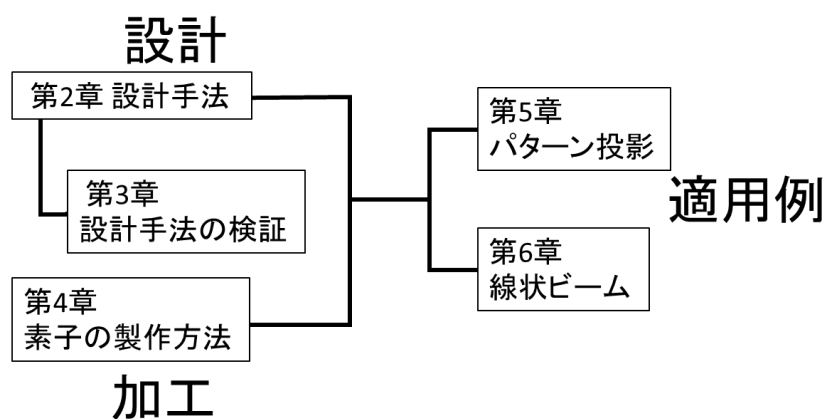 設計
第2章 設計手法
第3章
設計手法の検証
第4章
素子の製作方法
加工
第5章
パターン投影
適用例
第6章
線状ビーム